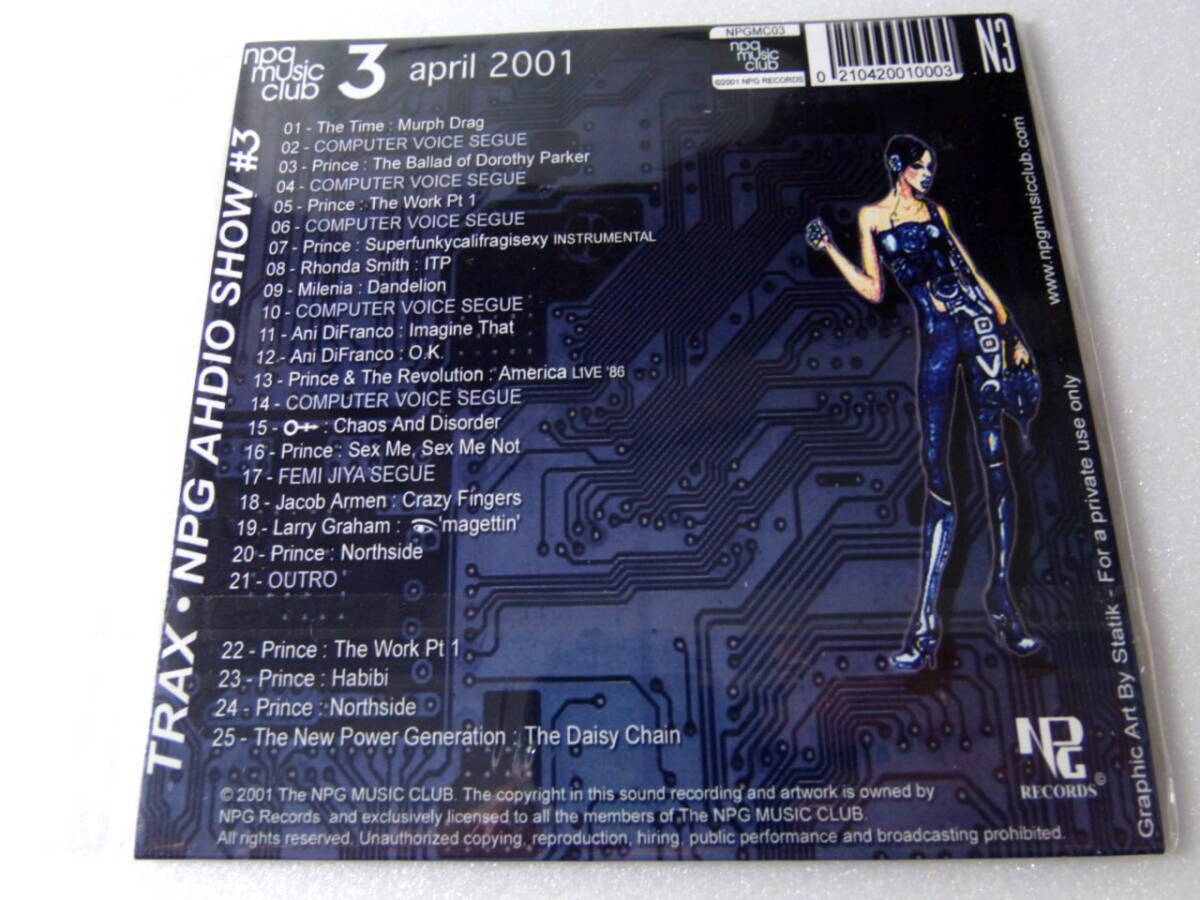 npg
music
club
3
april 2001
NPGMC03
npg
music
club
©2001 NPG RECORDS
0 210420010003
N3
TRAX • NPG AHDIO SHOW #3
01 - The Time : Murph Drag
02 - COMPUTER VOICE SEGUE
03 - Prince : The Ballad of Dorothy Parker
04 - COMPUTER VOICE SEGUE
05 - Prince : The Work Pt 1
06 - COMPUTER VOICE SEGUE
07 - Prince : Superfunkycalifragisexy INSTRUMENTAL
08 - Rhonda Smith : ITP
09 - Milenia : Dandelion
10 - COMPUTER VOICE SEGUE
11 - Ani DiFranco : Imagine That
12 - Ani DiFranco : O.K.
13 - Prince & The Revolution : America LIVE '86
14 - COMPUTER VOICE SEGUE
15 - : Chaos And Disorder
16 - Prince : Sex Me, Sex Me Not
17 - FEMI JIYA SEGUE
18 - Jacob Armen : Crazy Fingers
19 - Larry Graham : 'magettin'
20 - Prince : Northside
21 - OUTRO
22 - Prince : The Work Pt 1
23 - Prince : Habibi
24 - Prince : Northside
25 - The New Power Generation : The Daisy Chain
© 2001 The NPG MUSIC CLUB. The copyright in this sound recording and artwork is owned by
NPG Records and exclusively licensed to all the members of The NPG MUSIC CLUB.
All rights reserved. Unauthorized copying, reproduction, hiring, public performance and broadcasting prohibited.
www.npgmusicclub.com
Graphic Art By Statik - For a private use only
NPG
RECORDS®